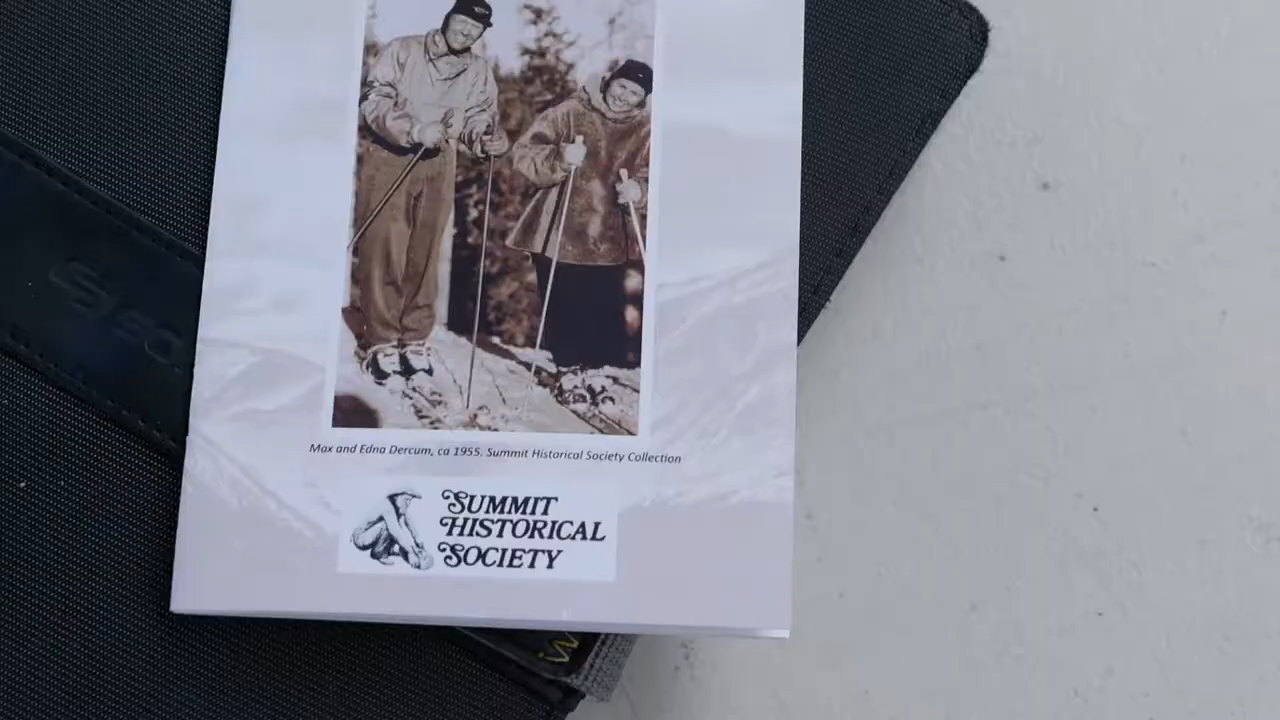 Max and Edna Dercum, ca 1955. Summit Historical Society Collection
SUMMIT
HISTORICAL
SOCIETY